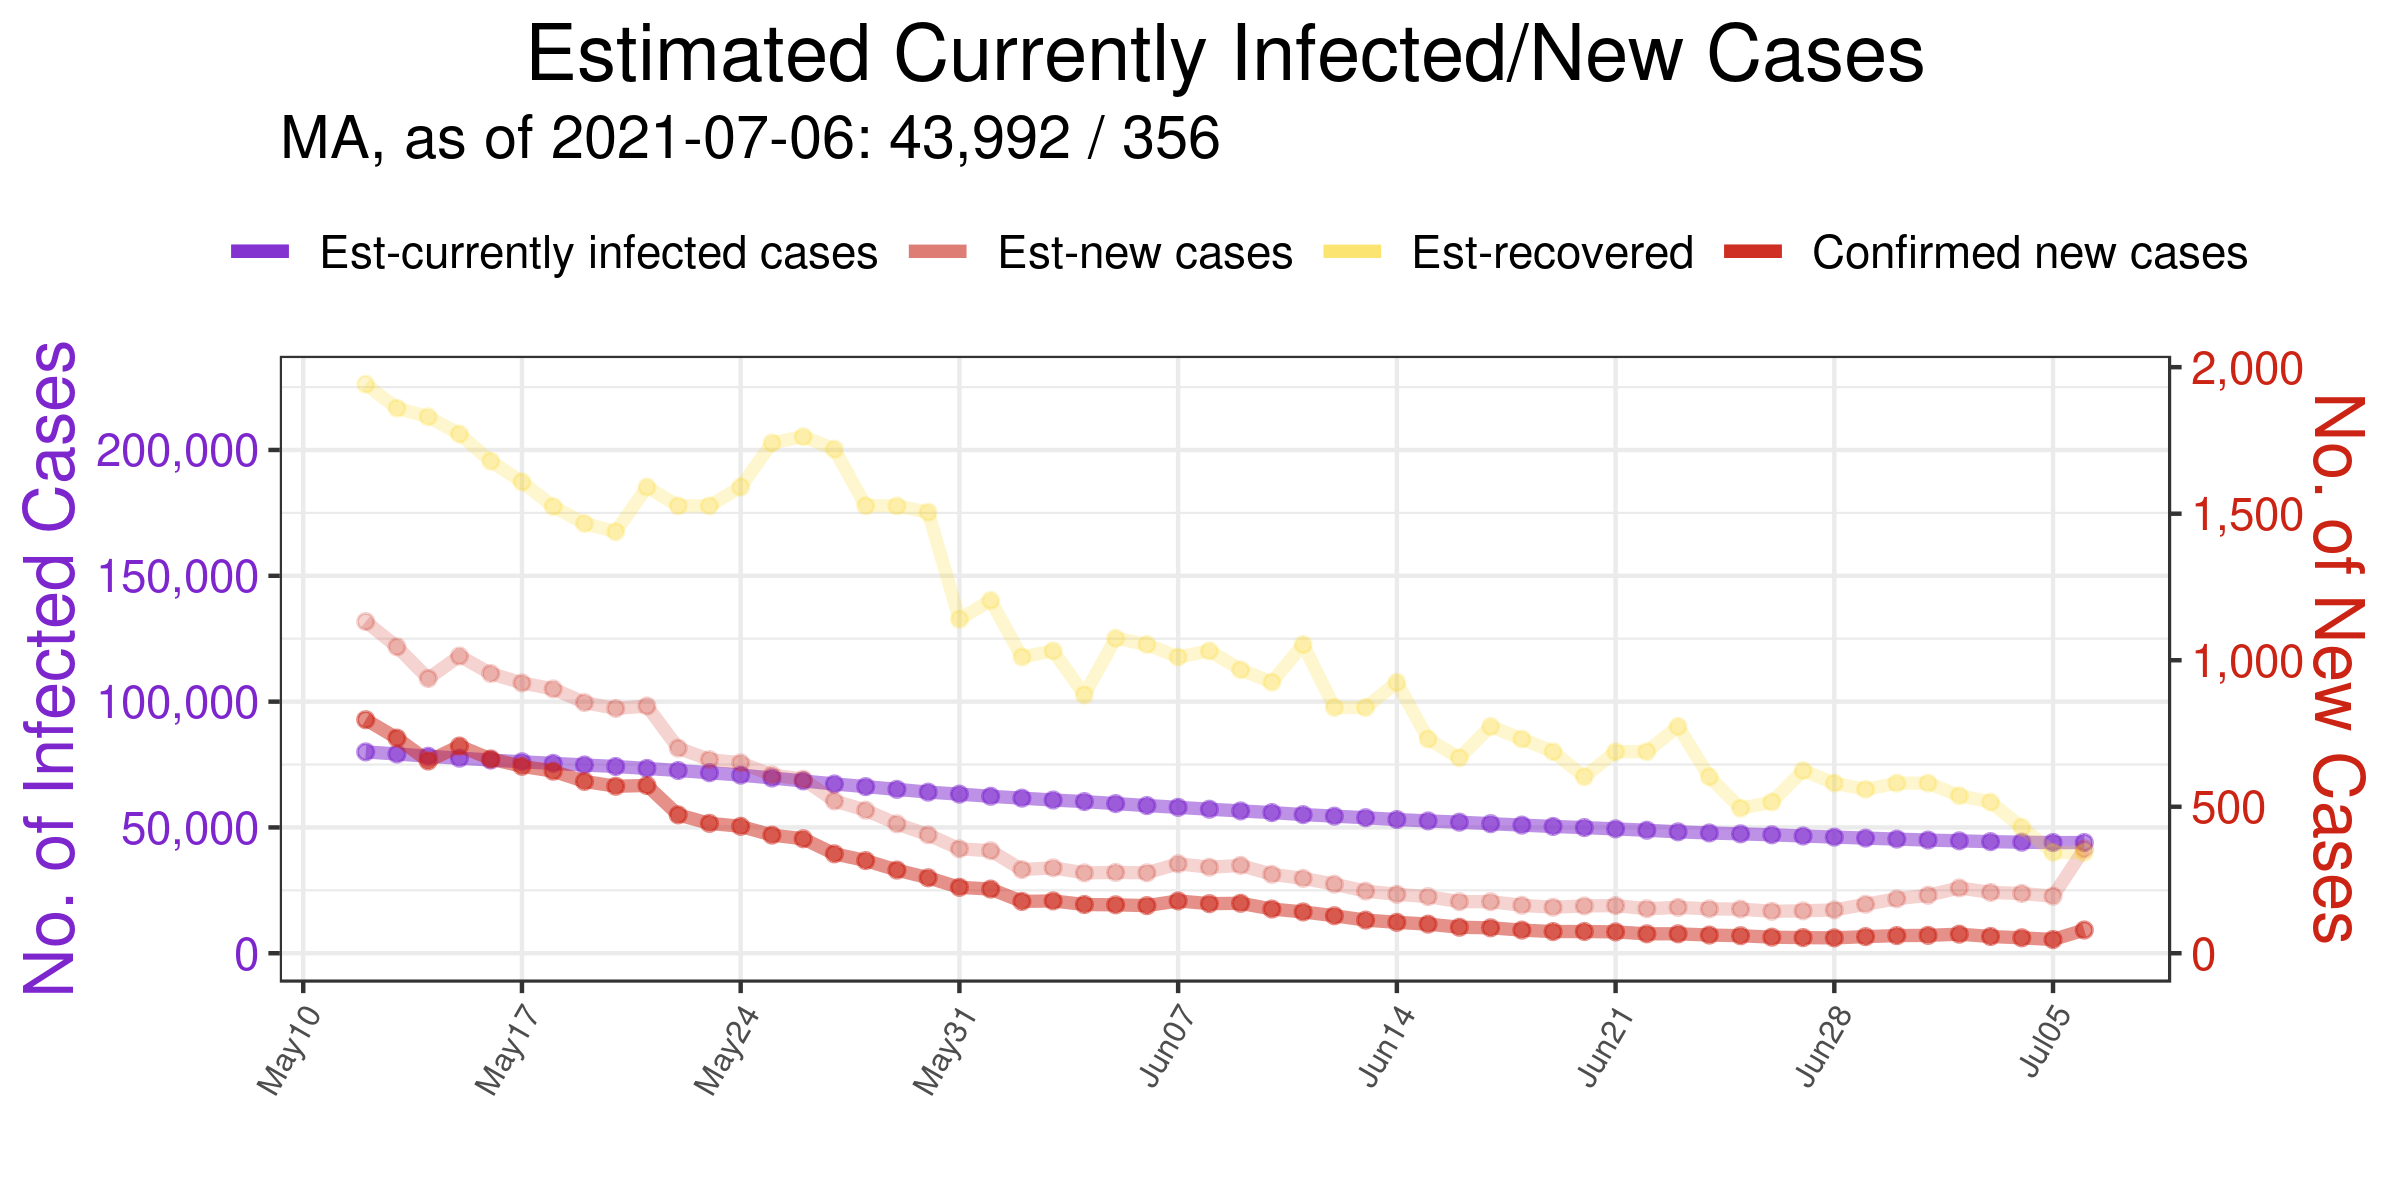 Estimated Currently Infected/New Cases
MA, as of 2021-07-06: 43,992 / 356
Est-currently infected cases Est-new cases Est-recovered Confirmed new cases
No. of Infected Cases
200,000
150,000
100,000
50,000
0
2,000
1,500
1,000
500
0
No. of New Cases
May10 May17 May24 May31 Jun07 Jun14 Jun21 Jun28 Jul05